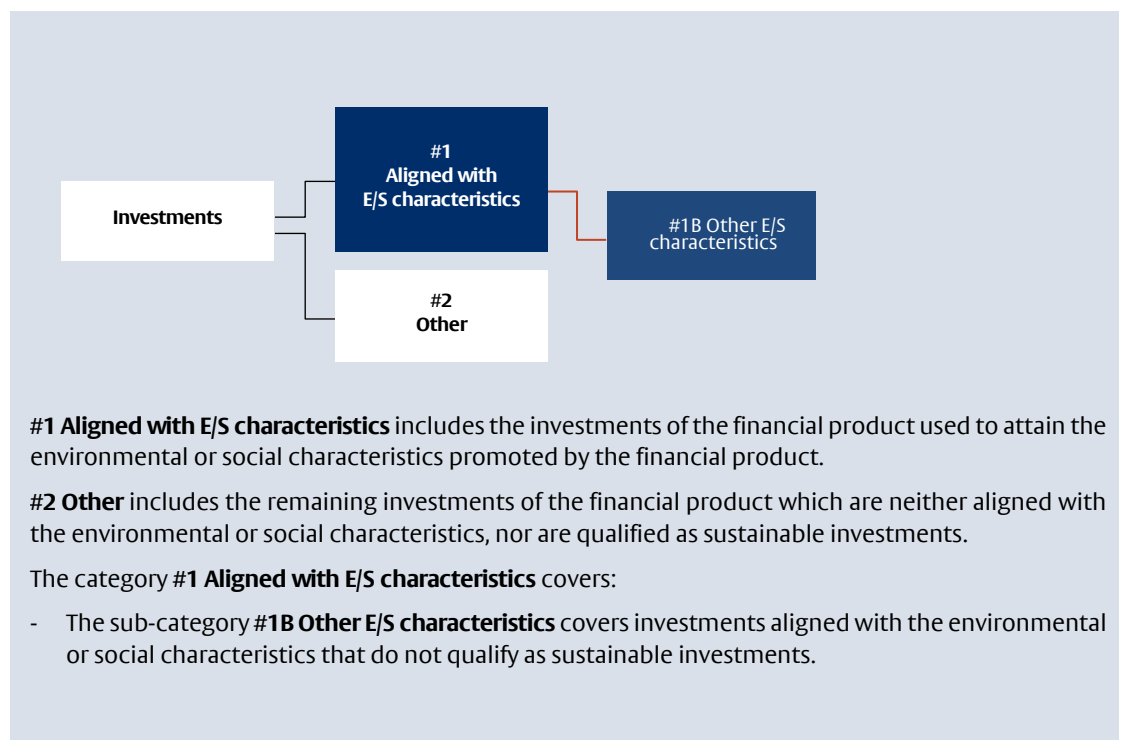 #1
Aligned with
E/S characteristics
Investments
#1B Other E/S
characteristics
#2
Other
#1 Aligned with E/S characteristics includes the investments of the financial product used to attain the
environmental or social characteristics promoted by the financial product.
#2 Other includes the remaining investments of the financial product which are neither aligned with
the environmental or social characteristics, nor are qualified as sustainable investments.
The category #1 Aligned with E/S characteristics covers:
- The sub-category #1B Other E/S characteristics covers investments aligned with the environmental
or social characteristics that do not qualify as sustainable investments.